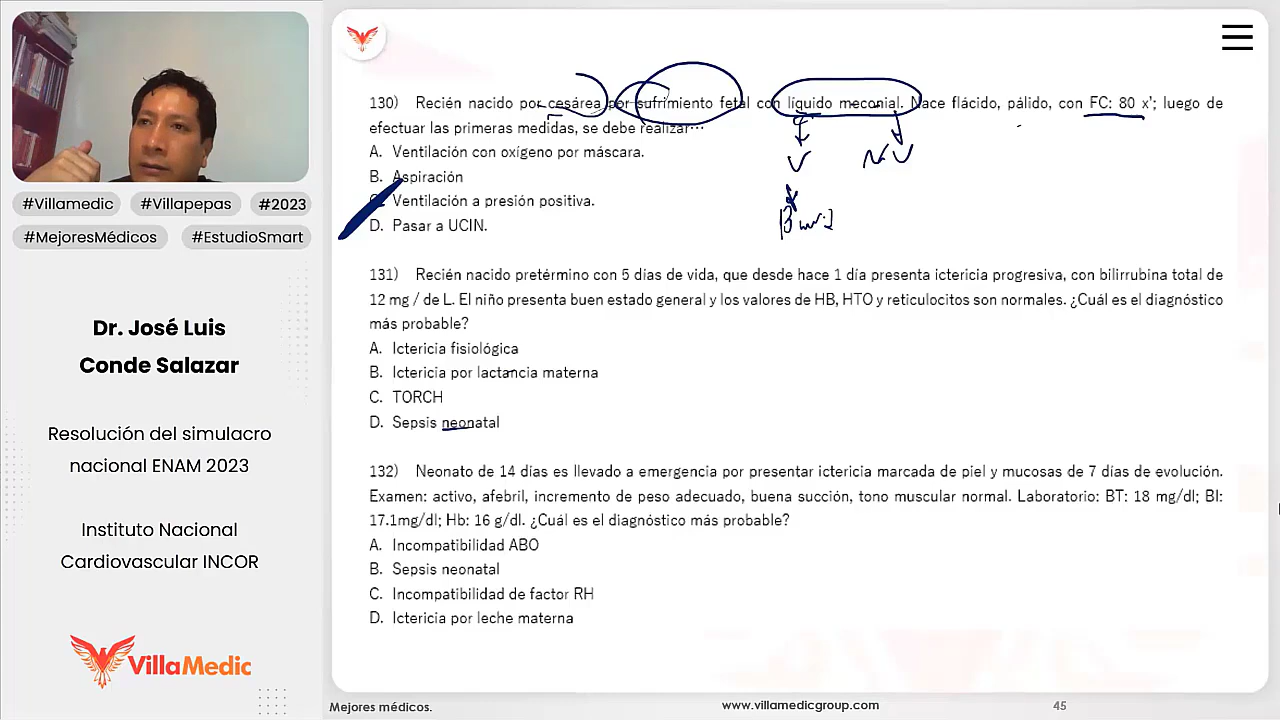 #Villamedic
#Villapepas
#2023
#MejoresMédicos
#EstudioSmart
Dr. José Luis
Conde Salazar
Resolución del simulacro
nacional ENAM 2023
Instituto Nacional
Cardiovascular INCOR
VillaMedic
130) Recién nacido por cesárea por sufrimiento fetal con líquido meconial. Nace flácido, pálido, con FC: 80 x'; luego de
efectuar las primeras medidas, se debe realizar…
A. Ventilación con oxígeno por máscara.
B. Aspiración
C. Ventilación a presión positiva.
D. Pasar a UCIN.
V
NV
131) Recién nacido pretérmino con 5 días de vida, que desde hace 1 día presenta ictericia progresiva, con bilirrubina total de
12 mg / de L. El niño presenta buen estado general y los valores de HB, HTO y reticulocitos son normales. ¿Cuál es el diagnóstico
más probable?
A. Ictericia fisiológica
B. Ictericia por lactancia materna
C. TORCH
D. Sepsis neonatal
132) Neonato de 14 días es llevado a emergencia por presentar ictericia marcada de piel y mucosas de 7 días de evolución.
Examen: activo, afebril, incremento de peso adecuado, buena succión, tono muscular normal. Laboratorio: BT: 18 mg/dl; BI:
17.1mg/dl; Hb: 16 g/dl. ¿Cuál es el diagnóstico más probable?
A. Incompatibilidad ABO
B. Sepsis neonatal
C. Incompatibilidad de factor RH
D. Ictericia por leche materna
Mejores médicos.
www.villamedicgroup.com
45